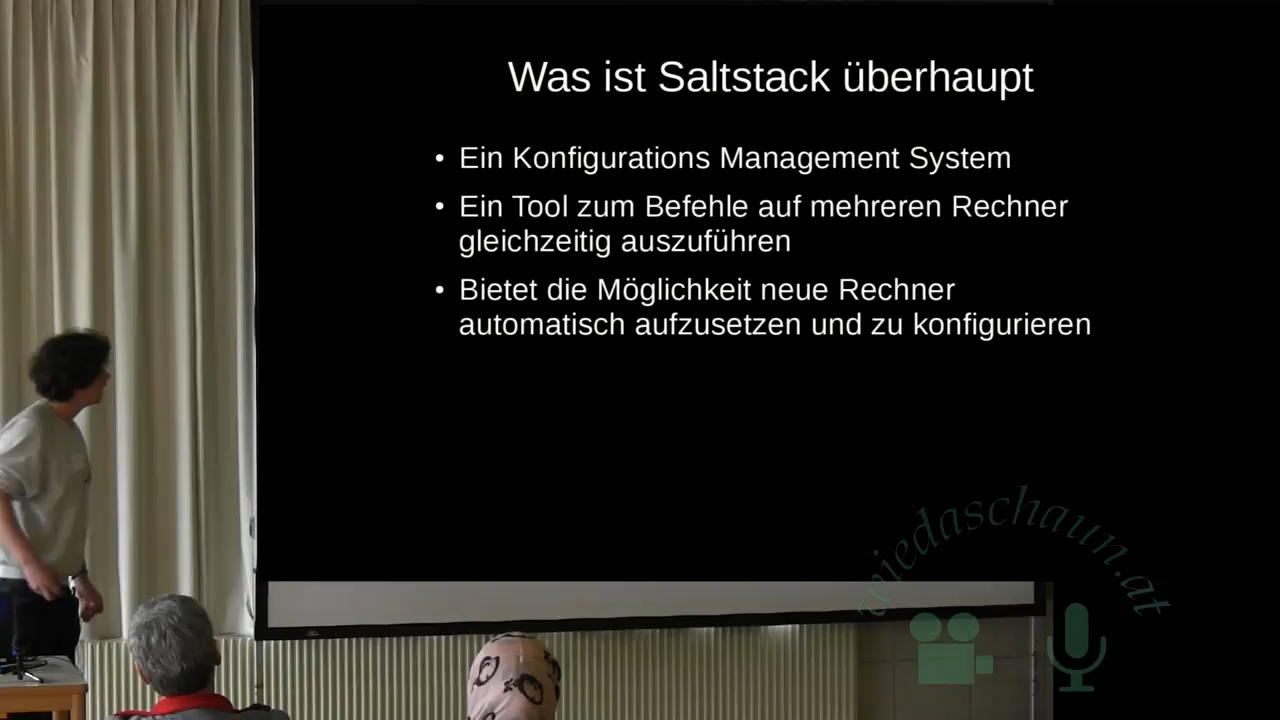 Was ist Saltstack überhaupt
• Ein Konfigurations Management System
• Ein Tool zum Befehle auf mehreren Rechner
gleichzeitig auszuführen
• Bietet die Möglichkeit neue Rechner
automatisch aufzusetzen und zu konfigurieren
wiedaschaun.at